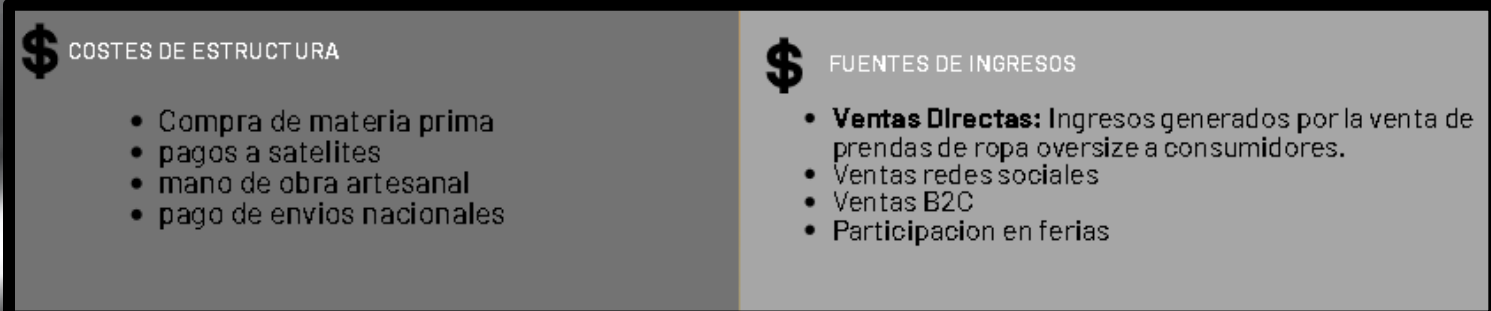 $ COSTES DE ESTRUCTURA
• Compra de materia prima
• pagos a satelites
• mano de obra artesanal
• pago de envios nacionales
$ FUENTES DE INGRESOS
• Ventas DIrectas: Ingresos generados por la venta de
prendas de ropa oversize a consumidores.
• Ventas redes sociales
• Ventas B2C
• Participacion en ferias